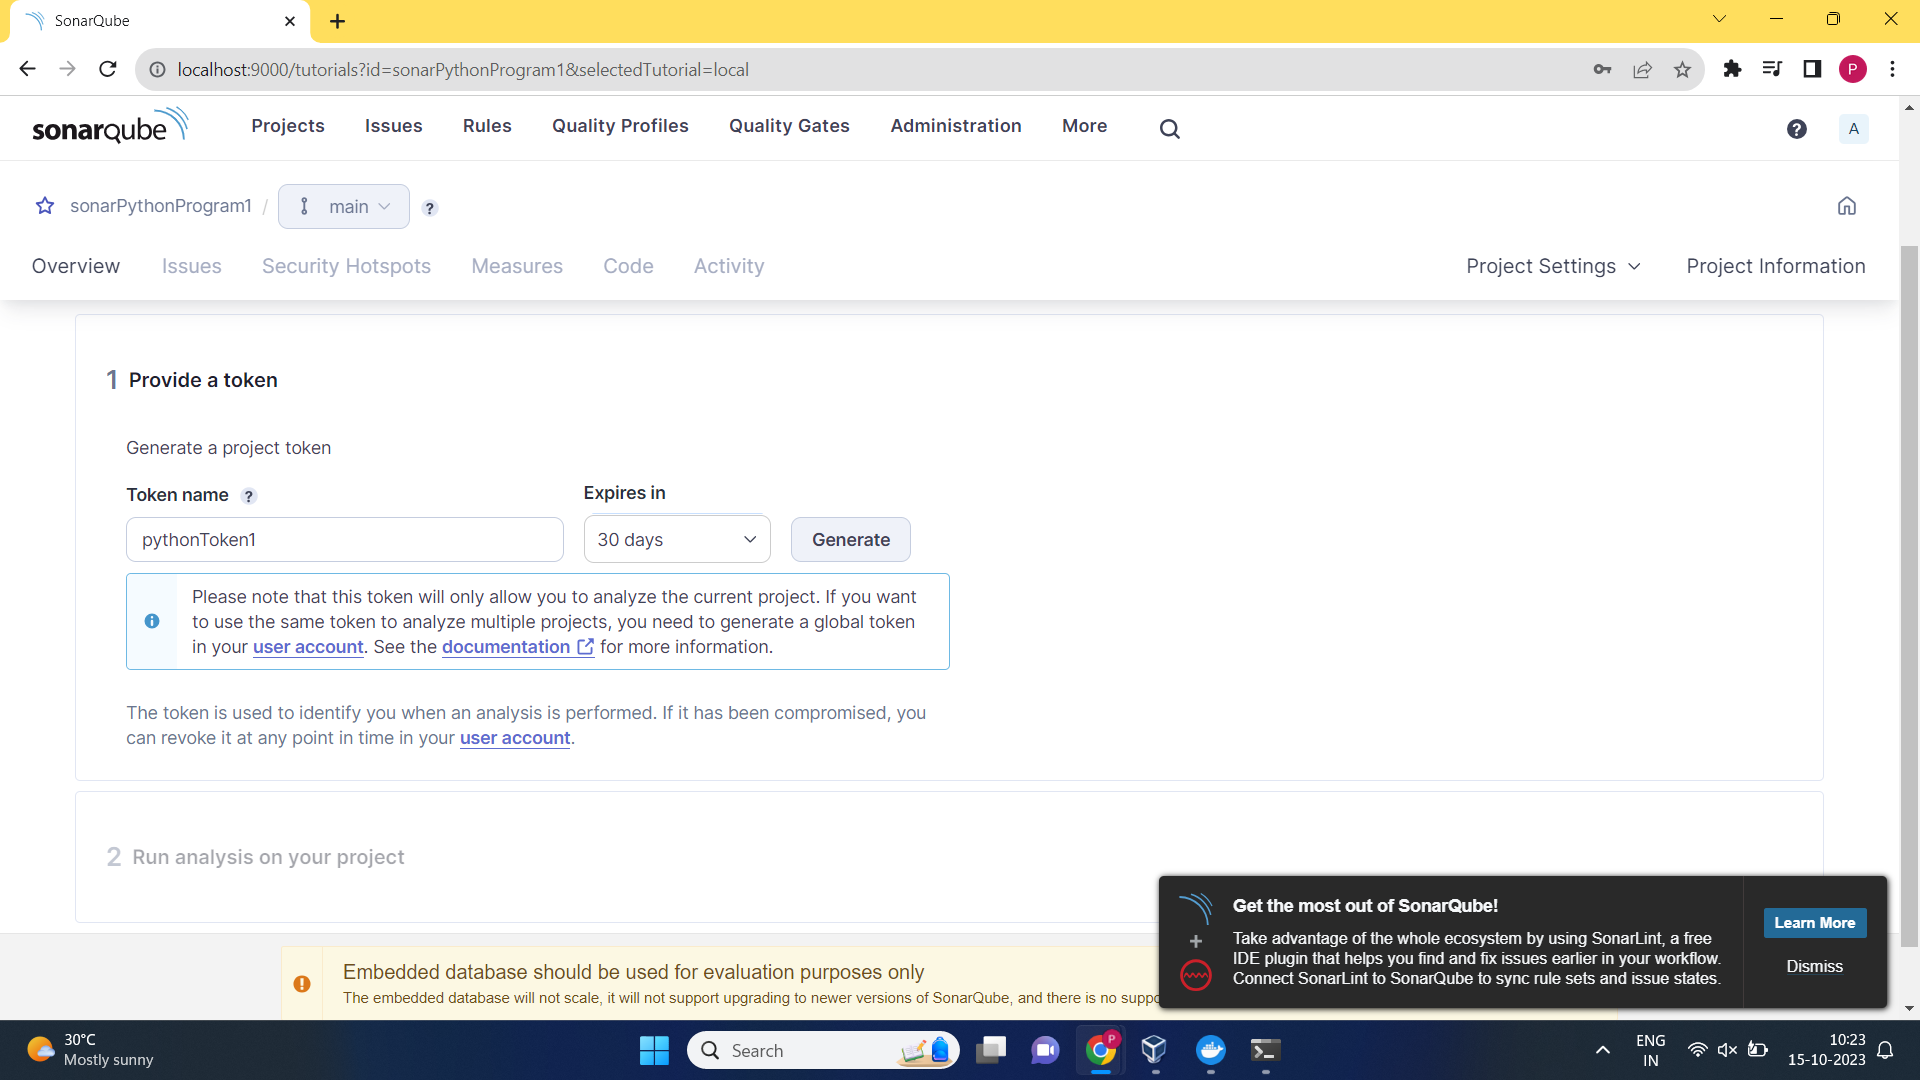 SonarQube
localhost:9000/tutorials?id=sonarPythonProgram1&selectedTutorial=local
P
sonarqube
Projects
Issues
Rules
Quality Profiles
Quality Gates
Administration
More
?
A
sonarPythonProgram1 /
main
?
Overview
Issues
Security Hotspots
Measures
Code
Activity
Project Settings
Project Information
1 Provide a token
Generate a project token
Token name ?
Expires in
pythonToken1
30 days
Generate
Please note that this token will only allow you to analyze the current project. If you want
to use the same token to analyze multiple projects, you need to generate a global token
in your user account. See the documentation for more information.
The token is used to identify you when an analysis is performed. If it has been compromised, you
can revoke it at any point in time in your user account.
2 Run analysis on your project
Embedded database should be used for evaluation purposes only
The embedded database will not scale, it will not support upgrading to newer versions of SonarQube, and there is no suppo
Get the most out of SonarQube!
Take advantage of the whole ecosystem by using SonarLint, a free
IDE plugin that helps you find and fix issues earlier in your workflow.
Connect SonarLint to SonarQube to sync rule sets and issue states.
Learn More
Dismiss
30°C
Mostly sunny
Search
P
ENG
IN
10:23
15-10-2023